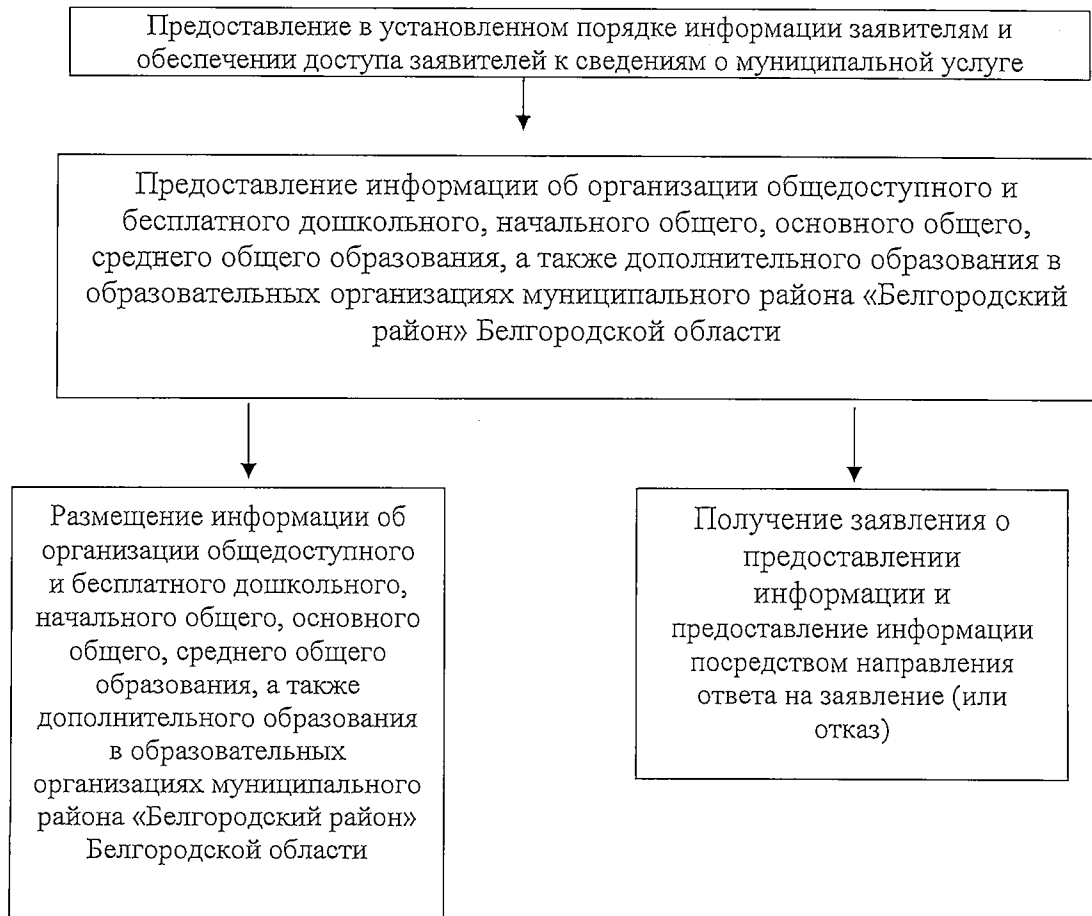 Предоставление в установленном порядке информации заявителям и
обеспечении доступа заявителей к сведениям о муниципальной услуге
Предоставление информации об организации общедоступного и
бесплатного дошкольного, начального общего, основного общего,
среднего общего образования, а также дополнительного образования в
образовательных организациях муниципального района «Белгородский
район» Белгородской области
Размещение информации об
организации общедоступного
и бесплатного дошкольного,
начального общего, основного
общего, среднего общего
образования, а также
дополнительного образования
в образовательных
организациях муниципального
района «Белгородский район»
Белгородской области
Получение заявления о
предоставлении
информации и
предоставление информации
посредством направления
ответа на заявление (или
отказ)